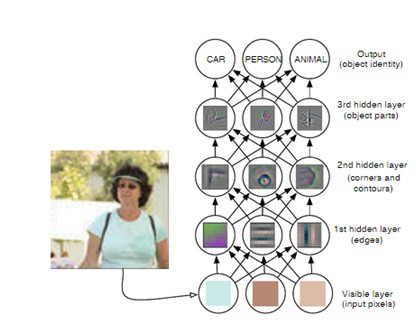 CAR PERSON ANIMAL
Output
(object identity)
3rd hidden layer
(object parts)
2nd hidden layer
(corners and
contours)
1st hidden layer
(edges)
Visible layer
(input pixels)